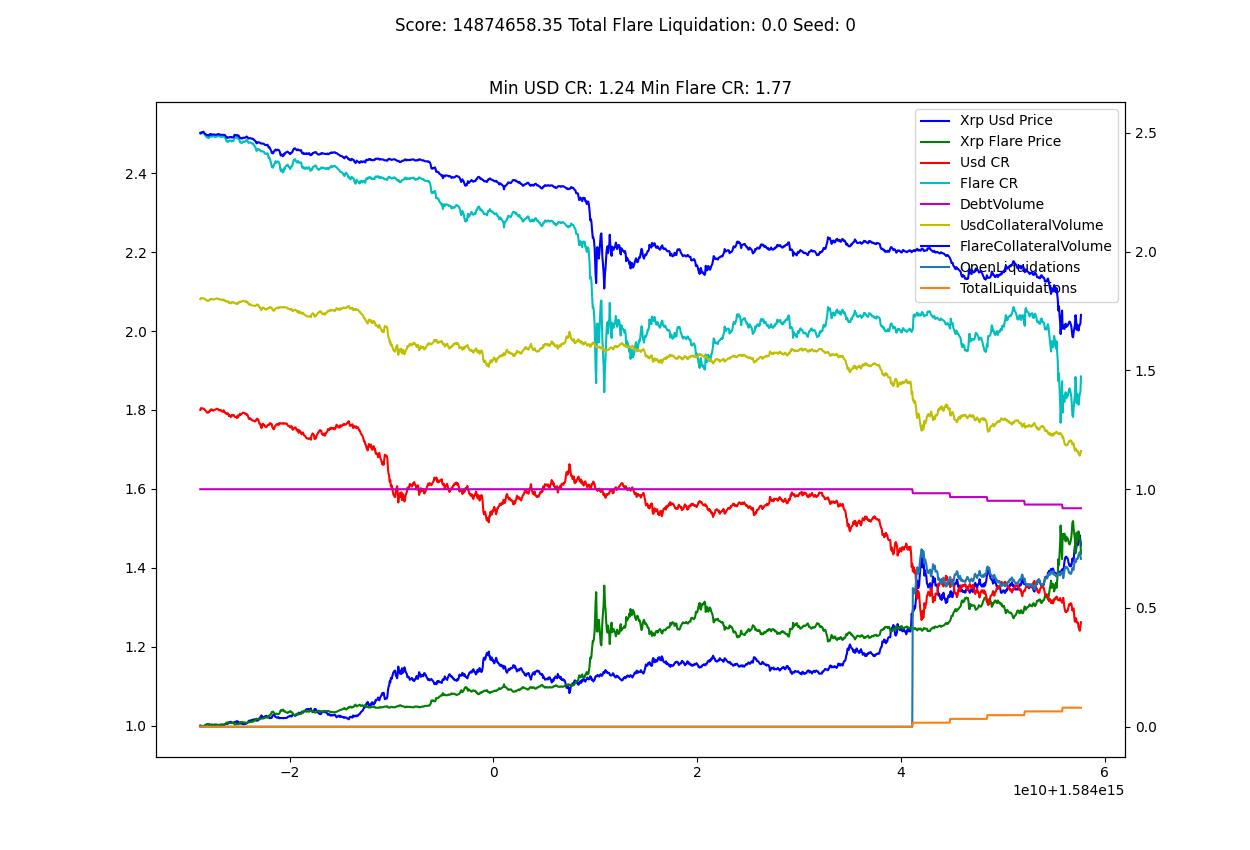 Score: 14874658.35 Total Flare Liquidation: 0.0 Seed: 0
Min USD CR: 1.24 Min Flare CR: 1.77
Xrp Usd Price
Xrp Flare Price
Usd CR
Flare CR
DebtVolume
UsdCollateralVolume
FlareCollateralVolume
OpenLiquidations
TotalLiquidations
2.4
2.2
2.0
1.8
1.6
1.4
1.2
1.0
2.5
2.0
1.5
1.0
0.5
0.0
−2
0
2
4
6
1e10+1.584e15